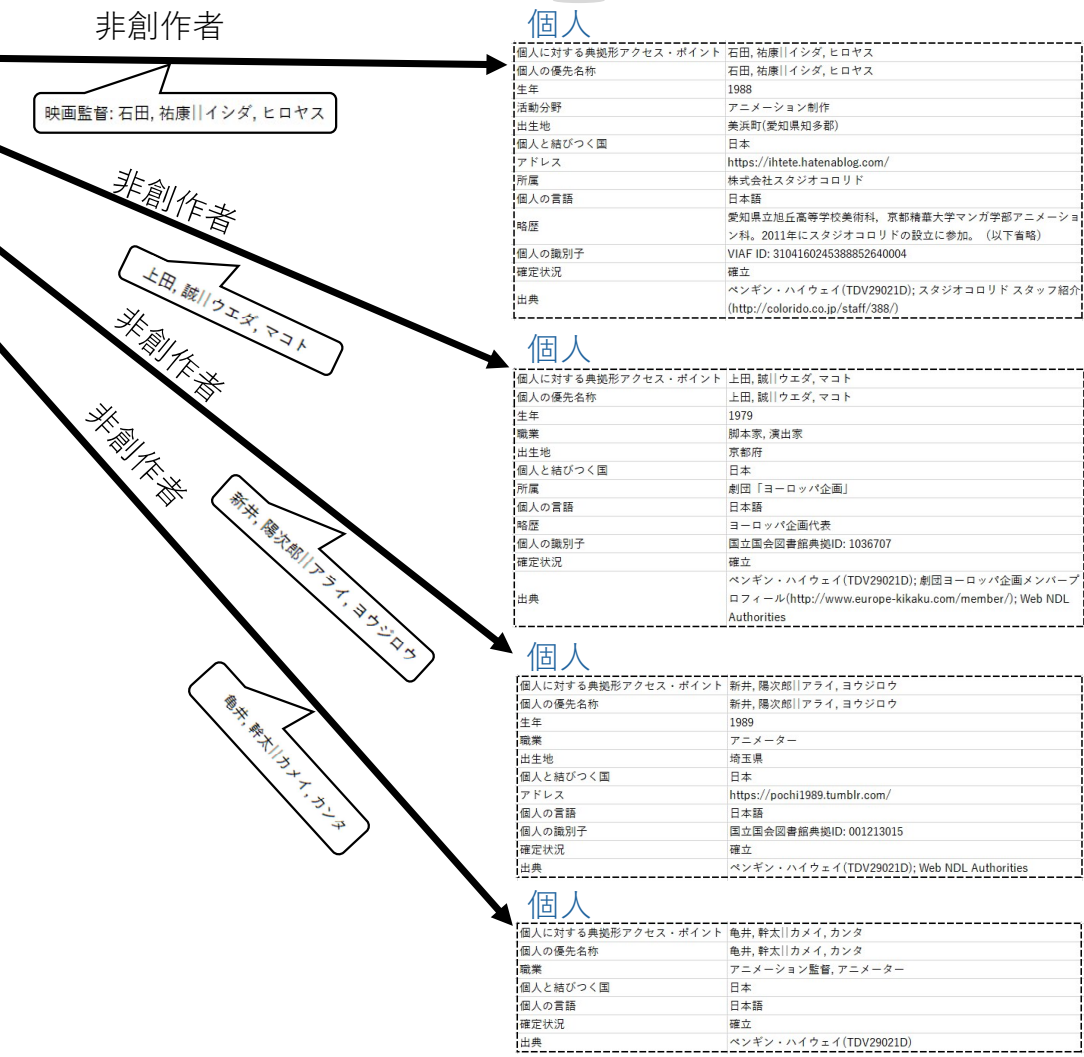 非創作者
映画監督: 石田, 祐康||イシダ, ヒロヤス
非創作者
上田, 誠||ウエダ, マコト
非創作者
新井, 陽次郎||アライ, ヨウジロウ
非創作者
亀井, 幹太||カメイ, カンタ
個人
個人に対する典拠形アクセス・ポイント 石田, 祐康||イシダ, ヒロヤス
個人の優先名称 石田, 祐康||イシダ, ヒロヤス
生年 1988
活動分野 アニメーション制作
出生地 美浜町(愛知県知多郡)
個人と結びつく国 日本
アドレス https://ihtete.hatenablog.com/
所属 株式会社スタジオコロリド
個人の言語 日本語
略歴 愛知県立旭丘高等学校美術科，京都精華大学マンガ学部アニメーショ
ン科。2011年にスタジオコロリドの設立に参加。（以下省略）
個人の識別子 VIAF ID: 3104160245388852640004
確定状況 確立
出典 ペンギン・ハイウェイ(TDV29021D); スタジオコロリド スタッフ紹介
(http://colorido.co.jp/staff/388/)
個人
個人に対する典拠形アクセス・ポイント 上田, 誠||ウエダ, マコト
個人の優先名称 上田, 誠||ウエダ, マコト
生年 1979
職業 脚本家, 演出家
出生地 京都府
個人と結びつく国 日本
所属 劇団「ヨーロッパ企画」
個人の言語 日本語
略歴 ヨーロッパ企画代表
個人の識別子 国立国会図書館典拠ID: 1036707
確定状況 確立
出典 ペンギン・ハイウェイ(TDV29021D); 劇団ヨーロッパ企画メンバープ
ロフィール(http://www.europe-kikaku.com/member/); Web NDL
Authorities
個人
個人に対する典拠形アクセス・ポイント 新井, 陽次郎||アライ, ヨウジロウ
個人の優先名称 新井, 陽次郎||アライ, ヨウジロウ
生年 1989
職業 アニメーター
出生地 埼玉県
個人と結びつく国 日本
アドレス https://pochi1989.tumblr.com/
個人の言語 日本語
個人の識別子 国立国会図書館典拠ID: 001213015
確定状況 確立
出典 ペンギン・ハイウェイ(TDV29021D); Web NDL Authorities
個人
個人に対する典拠形アクセス・ポイント 亀井, 幹太||カメイ, カンタ
個人の優先名称 亀井, 幹太||カメイ, カンタ
職業 アニメーション監督, アニメーター
個人と結びつく国 日本
個人の言語 日本語
確定状況 確立
出典 ペンギン・ハイウェイ(TDV29021D)